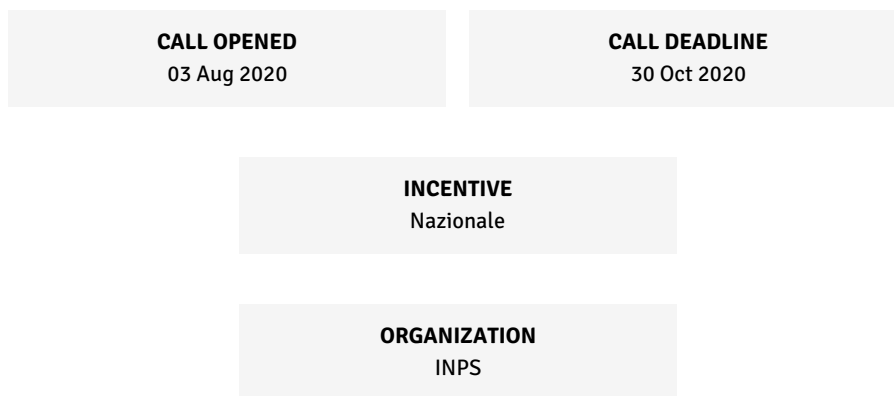 CALL OPENED
03 Aug 2020
CALL DEADLINE
30 Oct 2020
INCENTIVE
Nazionale
ORGANIZATION
INPS